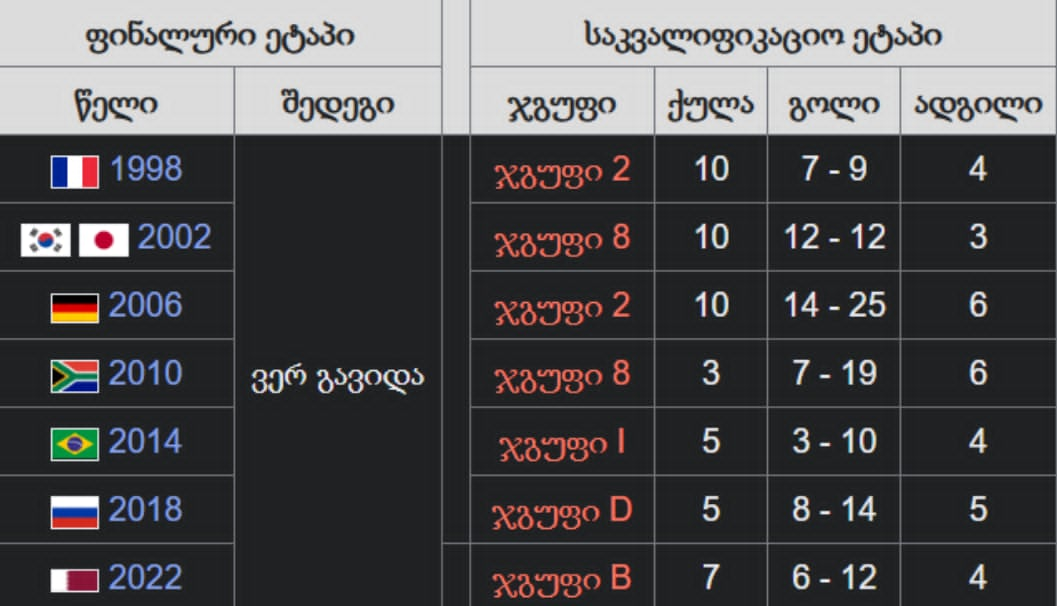 ფინალური ეტაპი საკვალიფიკაციო ეტაპი
წელი შედეგი ჯგუფი ქულა გოლი ადგილი
1998 ჯგუფი 2 10 7 - 9 4
2002 ჯგუფი 8 10 12 - 12 3
2006 ჯგუფი 2 10 14 - 25 6
2010 ვერ გავიდა ჯგუფი 8 3 7 - 19 6
2014 ჯგუფი I 5 3 - 10 4
2018 ჯგუფი D 5 8 - 14 5
2022 ჯგუფი B 7 6 - 12 4